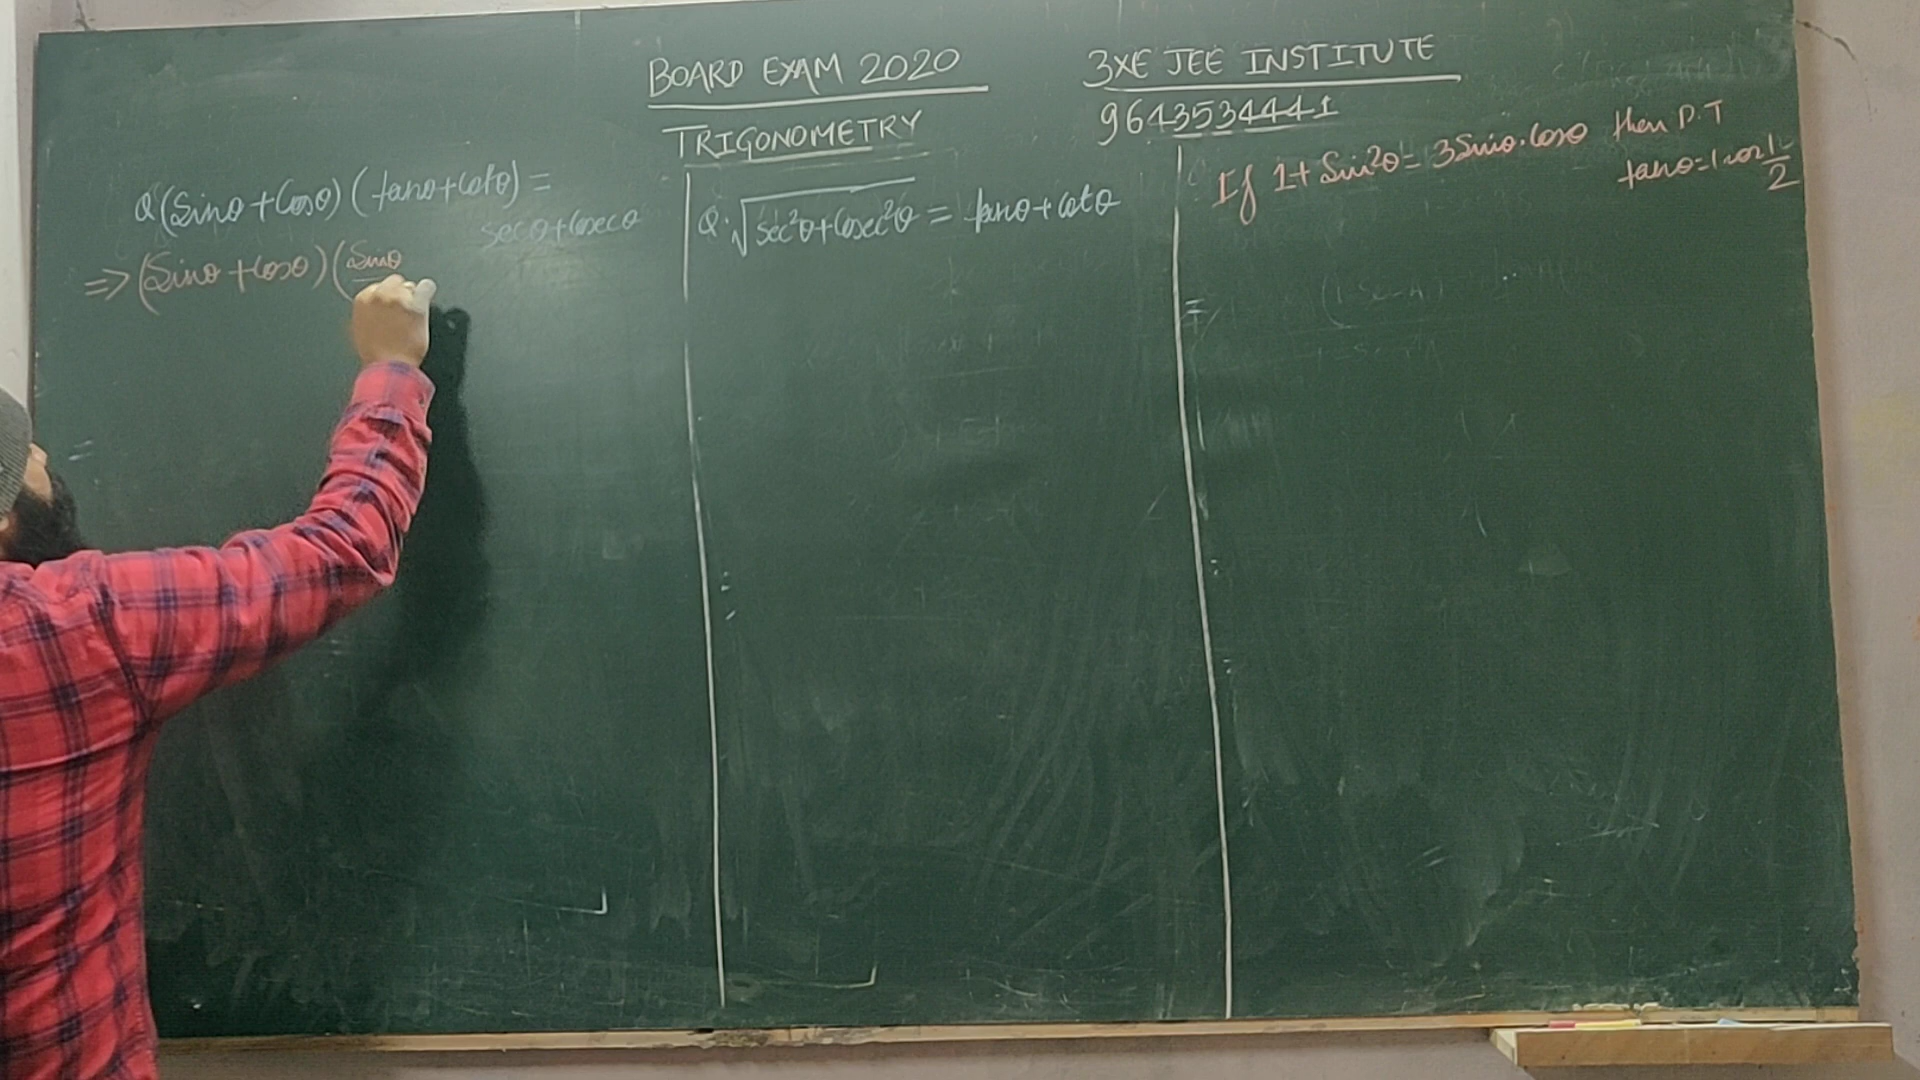 BOARD EXAM 2020
3XE JEE INSTITUTE
TRIGONOMETRY
9643534441
Q (Sinθ + Cosθ) (tanθ + Cotθ) =
secθ + Cosecθ
=> (Sinθ + Cosθ) (Sinθ
Q. √sec²θ + Cosec²θ = tanθ + cotθ
If 1 + Sin²θ = 3Sinθ.Cosθ then P.T
tanθ = 1 or 1/2